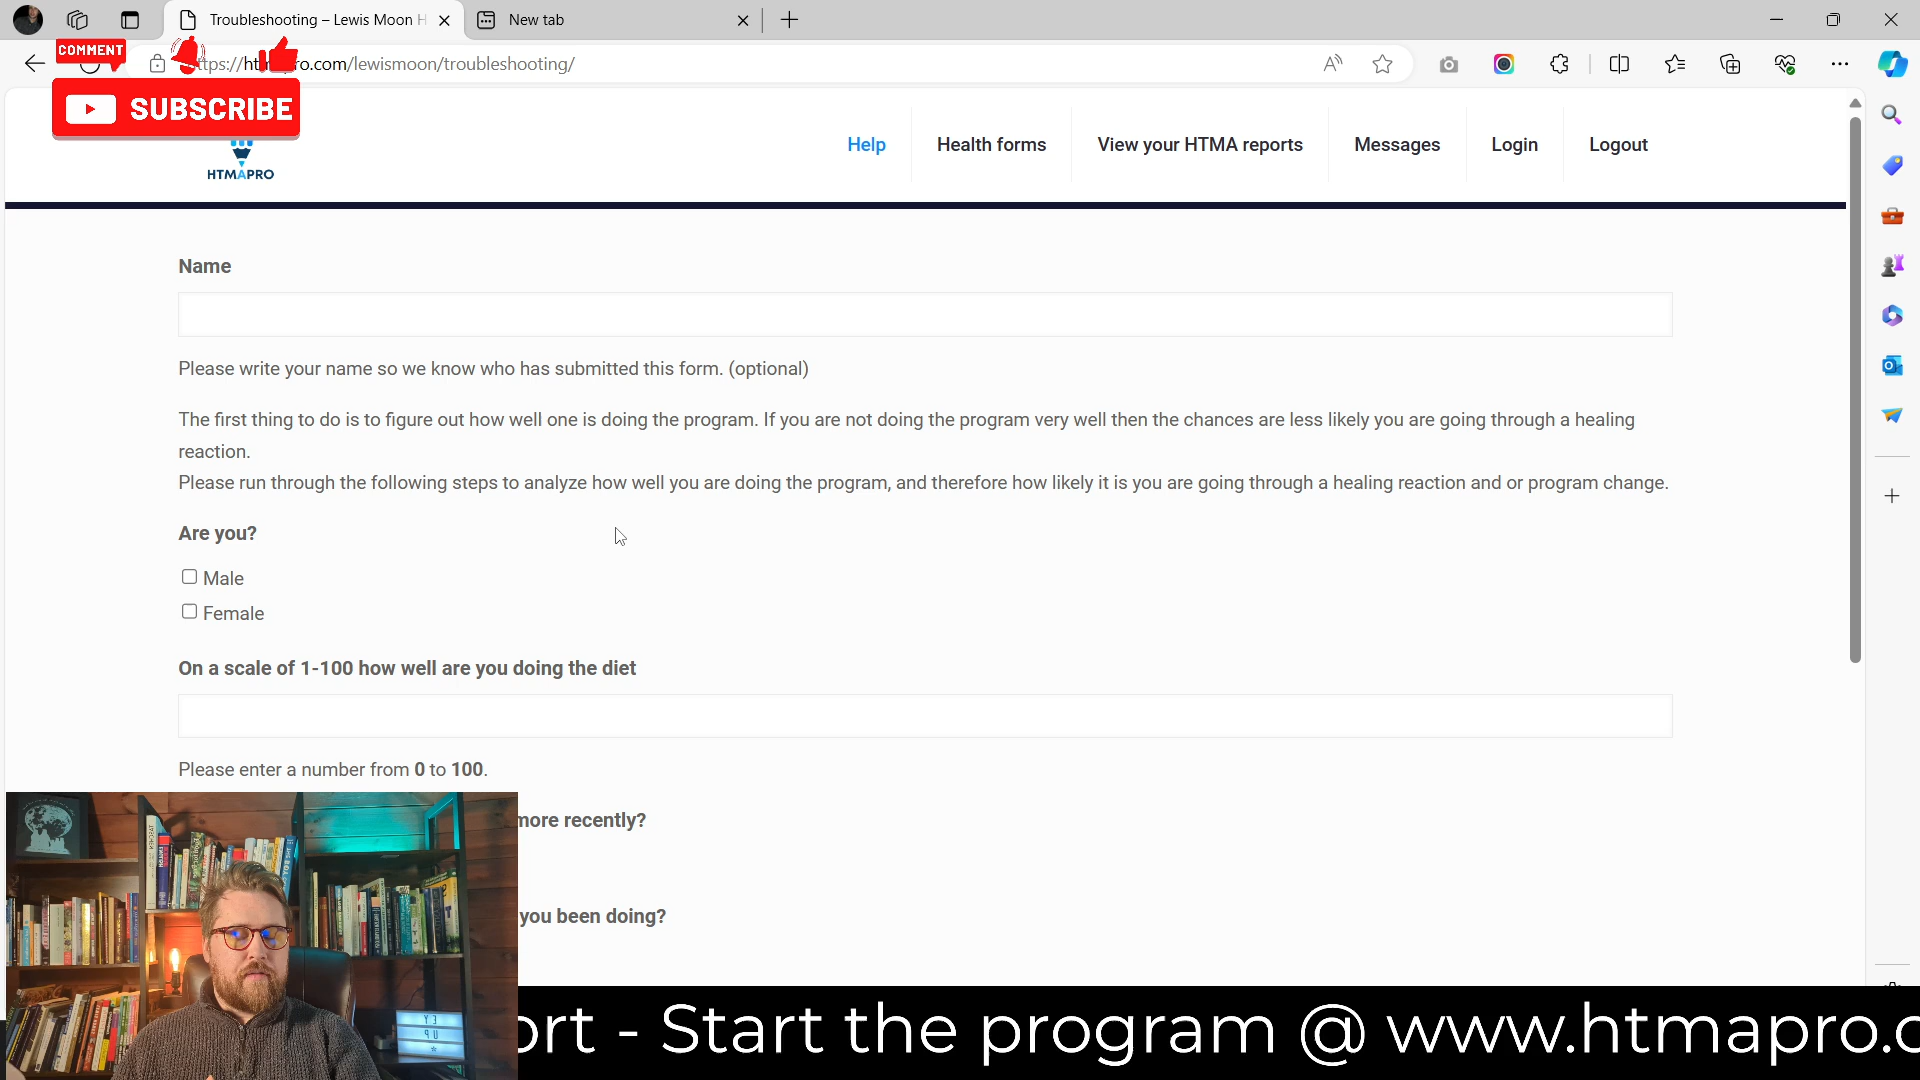 Troubleshooting – Lewis Moon H
New tab
COMMENT
SUBSCRIBE
ro.com/lewismoon/troubleshooting/
HTMAPRO
Help
Health forms
View your HTMA reports
Messages
Login
Logout
Name
Please write your name so we know who has submitted this form. (optional)
The first thing to do is to figure out how well one is doing the program. If you are not doing the program very well then the chances are less likely you are going through a healing
reaction.
Please run through the following steps to analyze how well you are doing the program, and therefore how likely it is you are going through a healing reaction and or program change.
Are you?
Male
Female
On a scale of 1-100 how well are you doing the diet
Please enter a number from 0 to 100.
more recently?
you been doing?
ort - Start the program @ www.htmapro.c